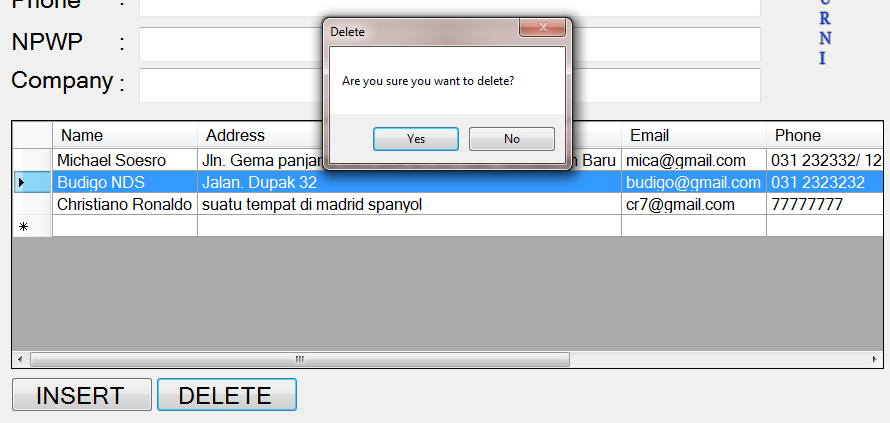 Phone
NPWP :
Company :
U
R
N
I
Delete
Are you sure you want to delete?
Yes No
Name Address Email Phone
Michael Soesro Jln. Gema panjan Baru mica@gmail.com 031 232332/ 12
Budigo NDS Jalan. Dupak 32 budigo@gmail.com 031 2323232
Christiano Ronaldo suatu tempat di madrid spanyol cr7@gmail.com 77777777
INSERT DELETE